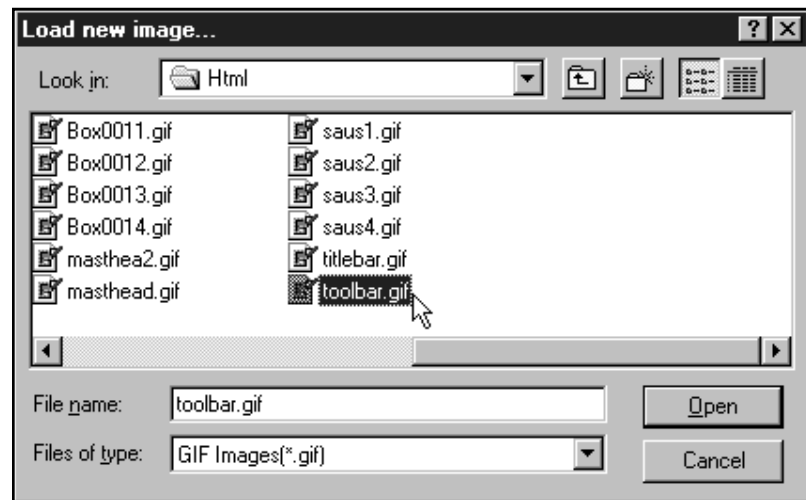 Load new image...
Look in: Html
Box0011.gif saus1.gif
Box0012.gif saus2.gif
Box0013.gif saus3.gif
Box0014.gif saus4.gif
masthea2.gif titlebar.gif
masthead.gif toolbar.gif
File name: toolbar.gif Open
Files of type: GIF Images(*.gif) Cancel